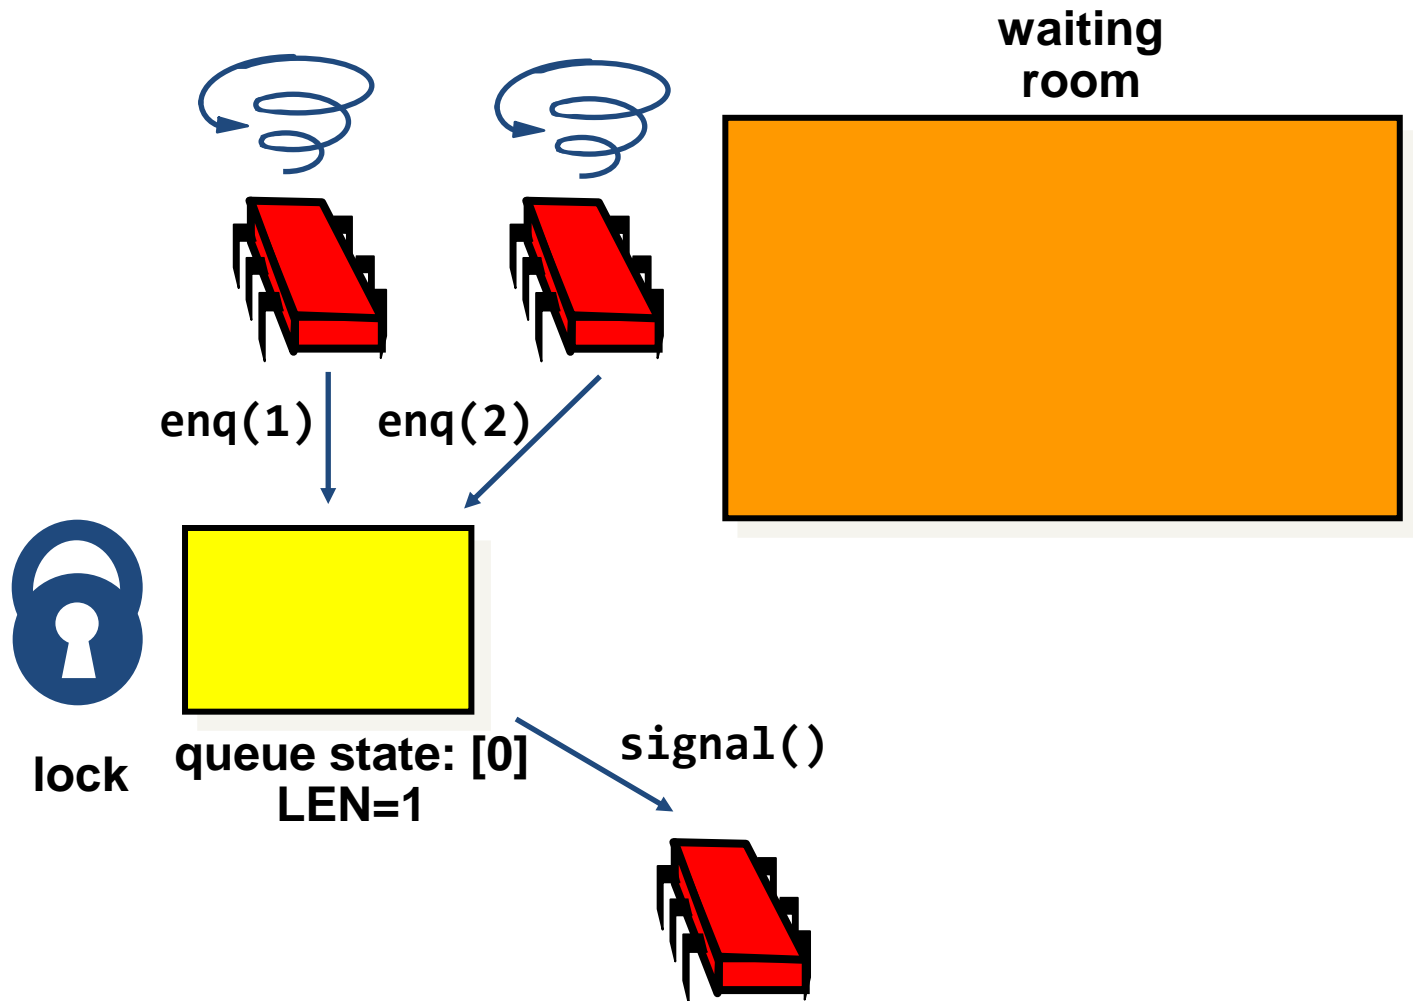 waiting
room
enq(1)
enq(2)
signal()
lock
queue state: [0]
LEN=1